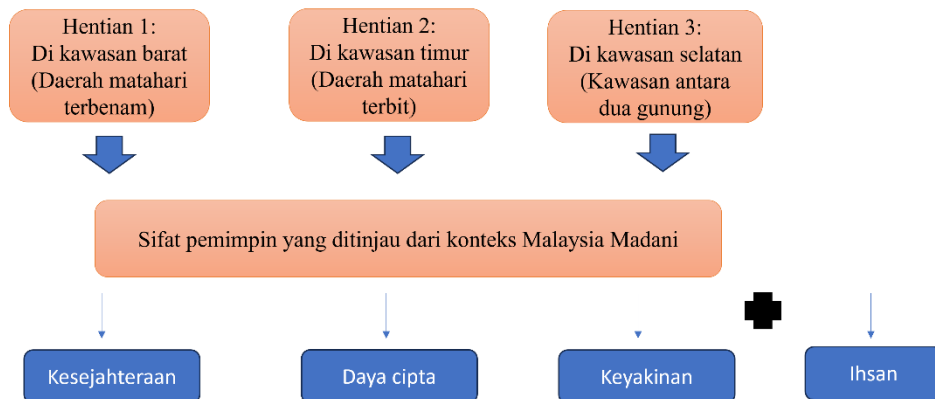 Hentian 1:
Di kawasan barat
(Daerah matahari
terbenam)
Hentian 2:
Di kawasan timur
(Daerah matahari
terbit)
Hentian 3:
Di kawasan selatan
(Kawasan antara
dua gunung)
Sifat pemimpin yang ditinjau dari konteks Malaysia Madani
Kesejahteraan
Daya cipta
Keyakinan
Ihsan